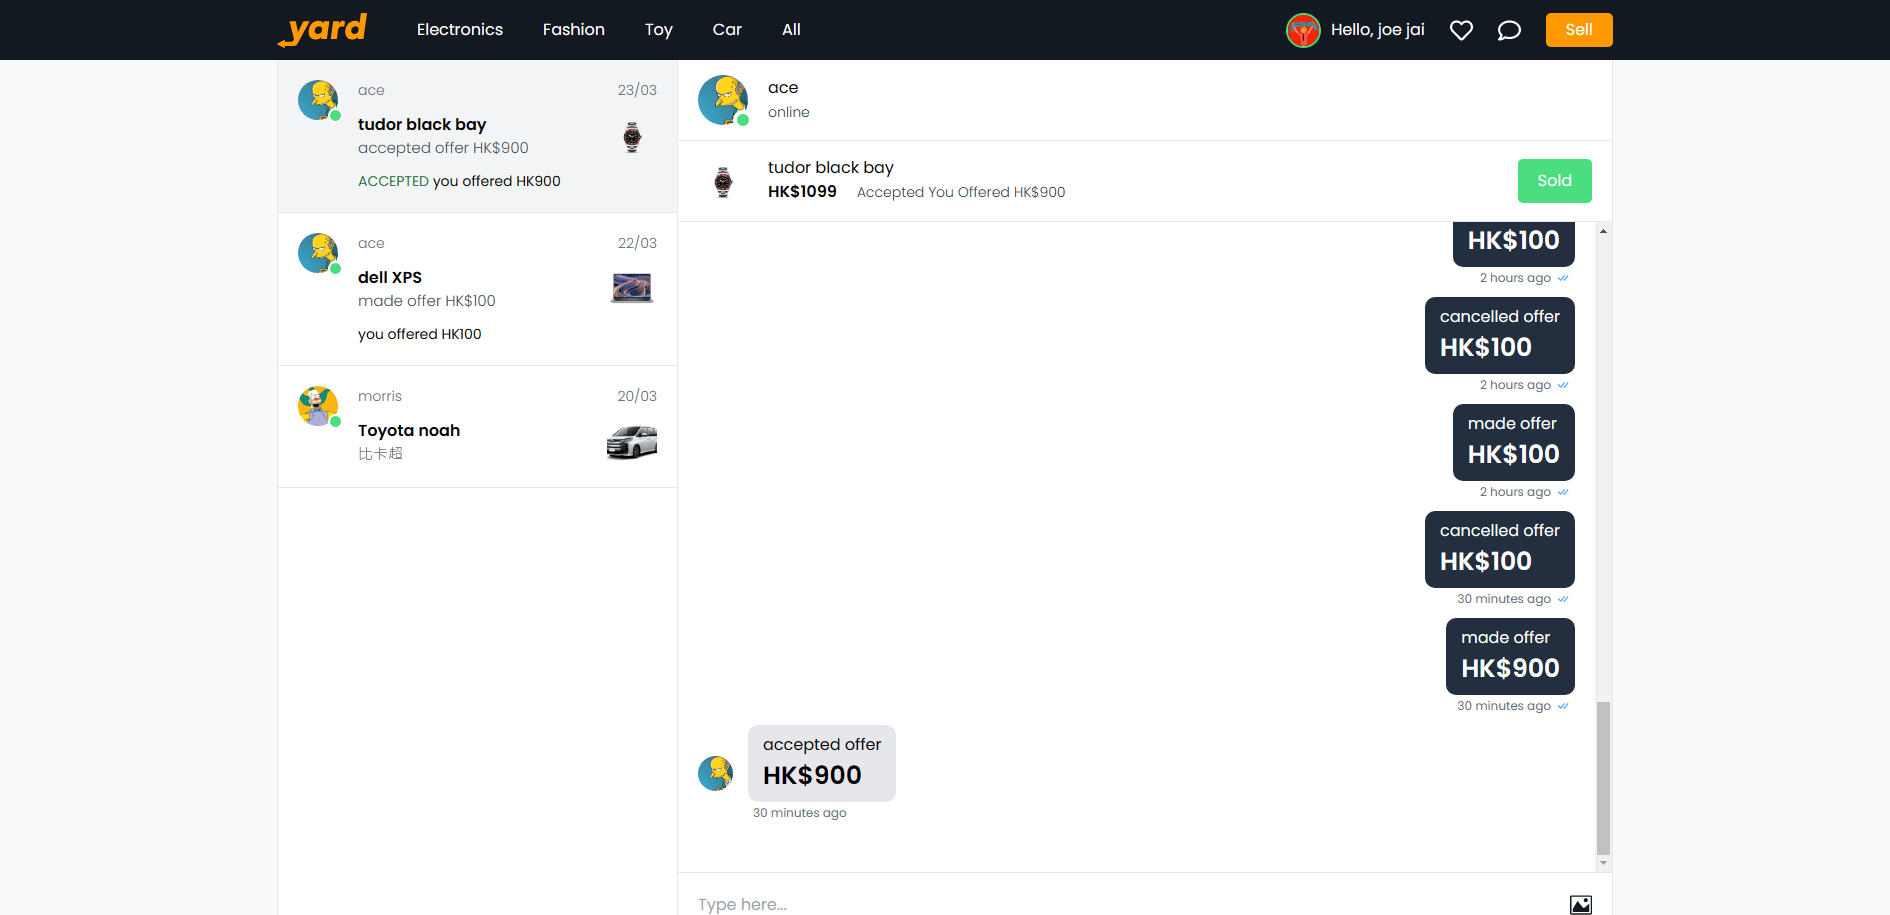 yard
Electronics
Fashion
Toy
Car
All
Hello, joe jai
Sell
ace
23/03
tudor black bay
accepted offer HK$900
ACCEPTED you offered HK900
ace
22/03
dell XPS
made offer HK$100
you offered HK100
morris
20/03
Toyota noah
比卡超
ace
online
tudor black bay
HK$1099
Accepted You Offered HK$900
Sold
HK$100
2 hours ago
cancelled offer
HK$100
2 hours ago
made offer
HK$100
2 hours ago
cancelled offer
HK$100
30 minutes ago
made offer
HK$900
30 minutes ago
accepted offer
HK$900
30 minutes ago
Type here...